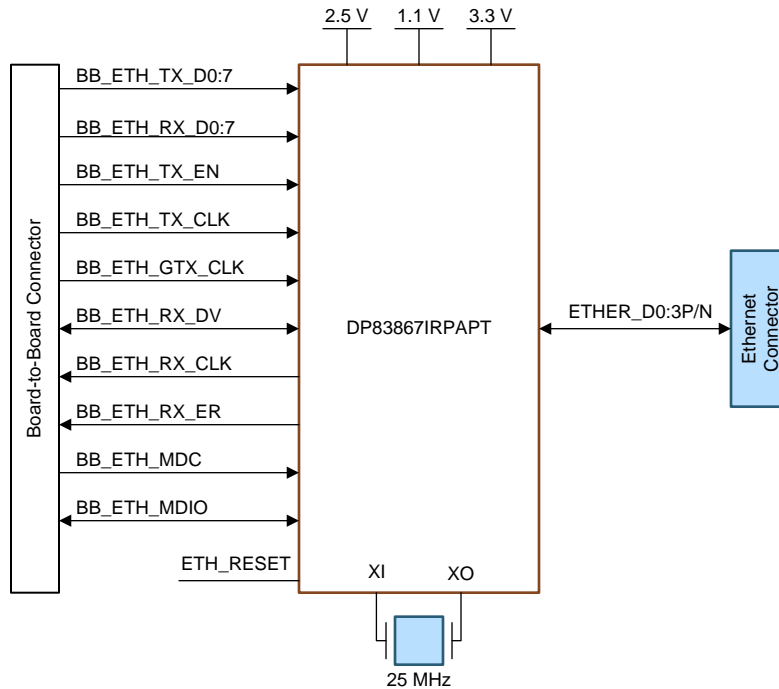 2.5 V
1.1 V
3.3 V
Board-to-Board Connector
BB_ETH_TX_D0:7
BB_ETH_RX_D0:7
BB_ETH_TX_EN
BB_ETH_TX_CLK
BB_ETH_GTX_CLK
BB_ETH_RX_DV
BB_ETH_RX_CLK
BB_ETH_RX_ER
BB_ETH_MDC
BB_ETH_MDIO
ETH_RESET
DP83867IRPAPT
XI
XO
25 MHz
ETHER_D0:3P/N
Ethernet
Connector